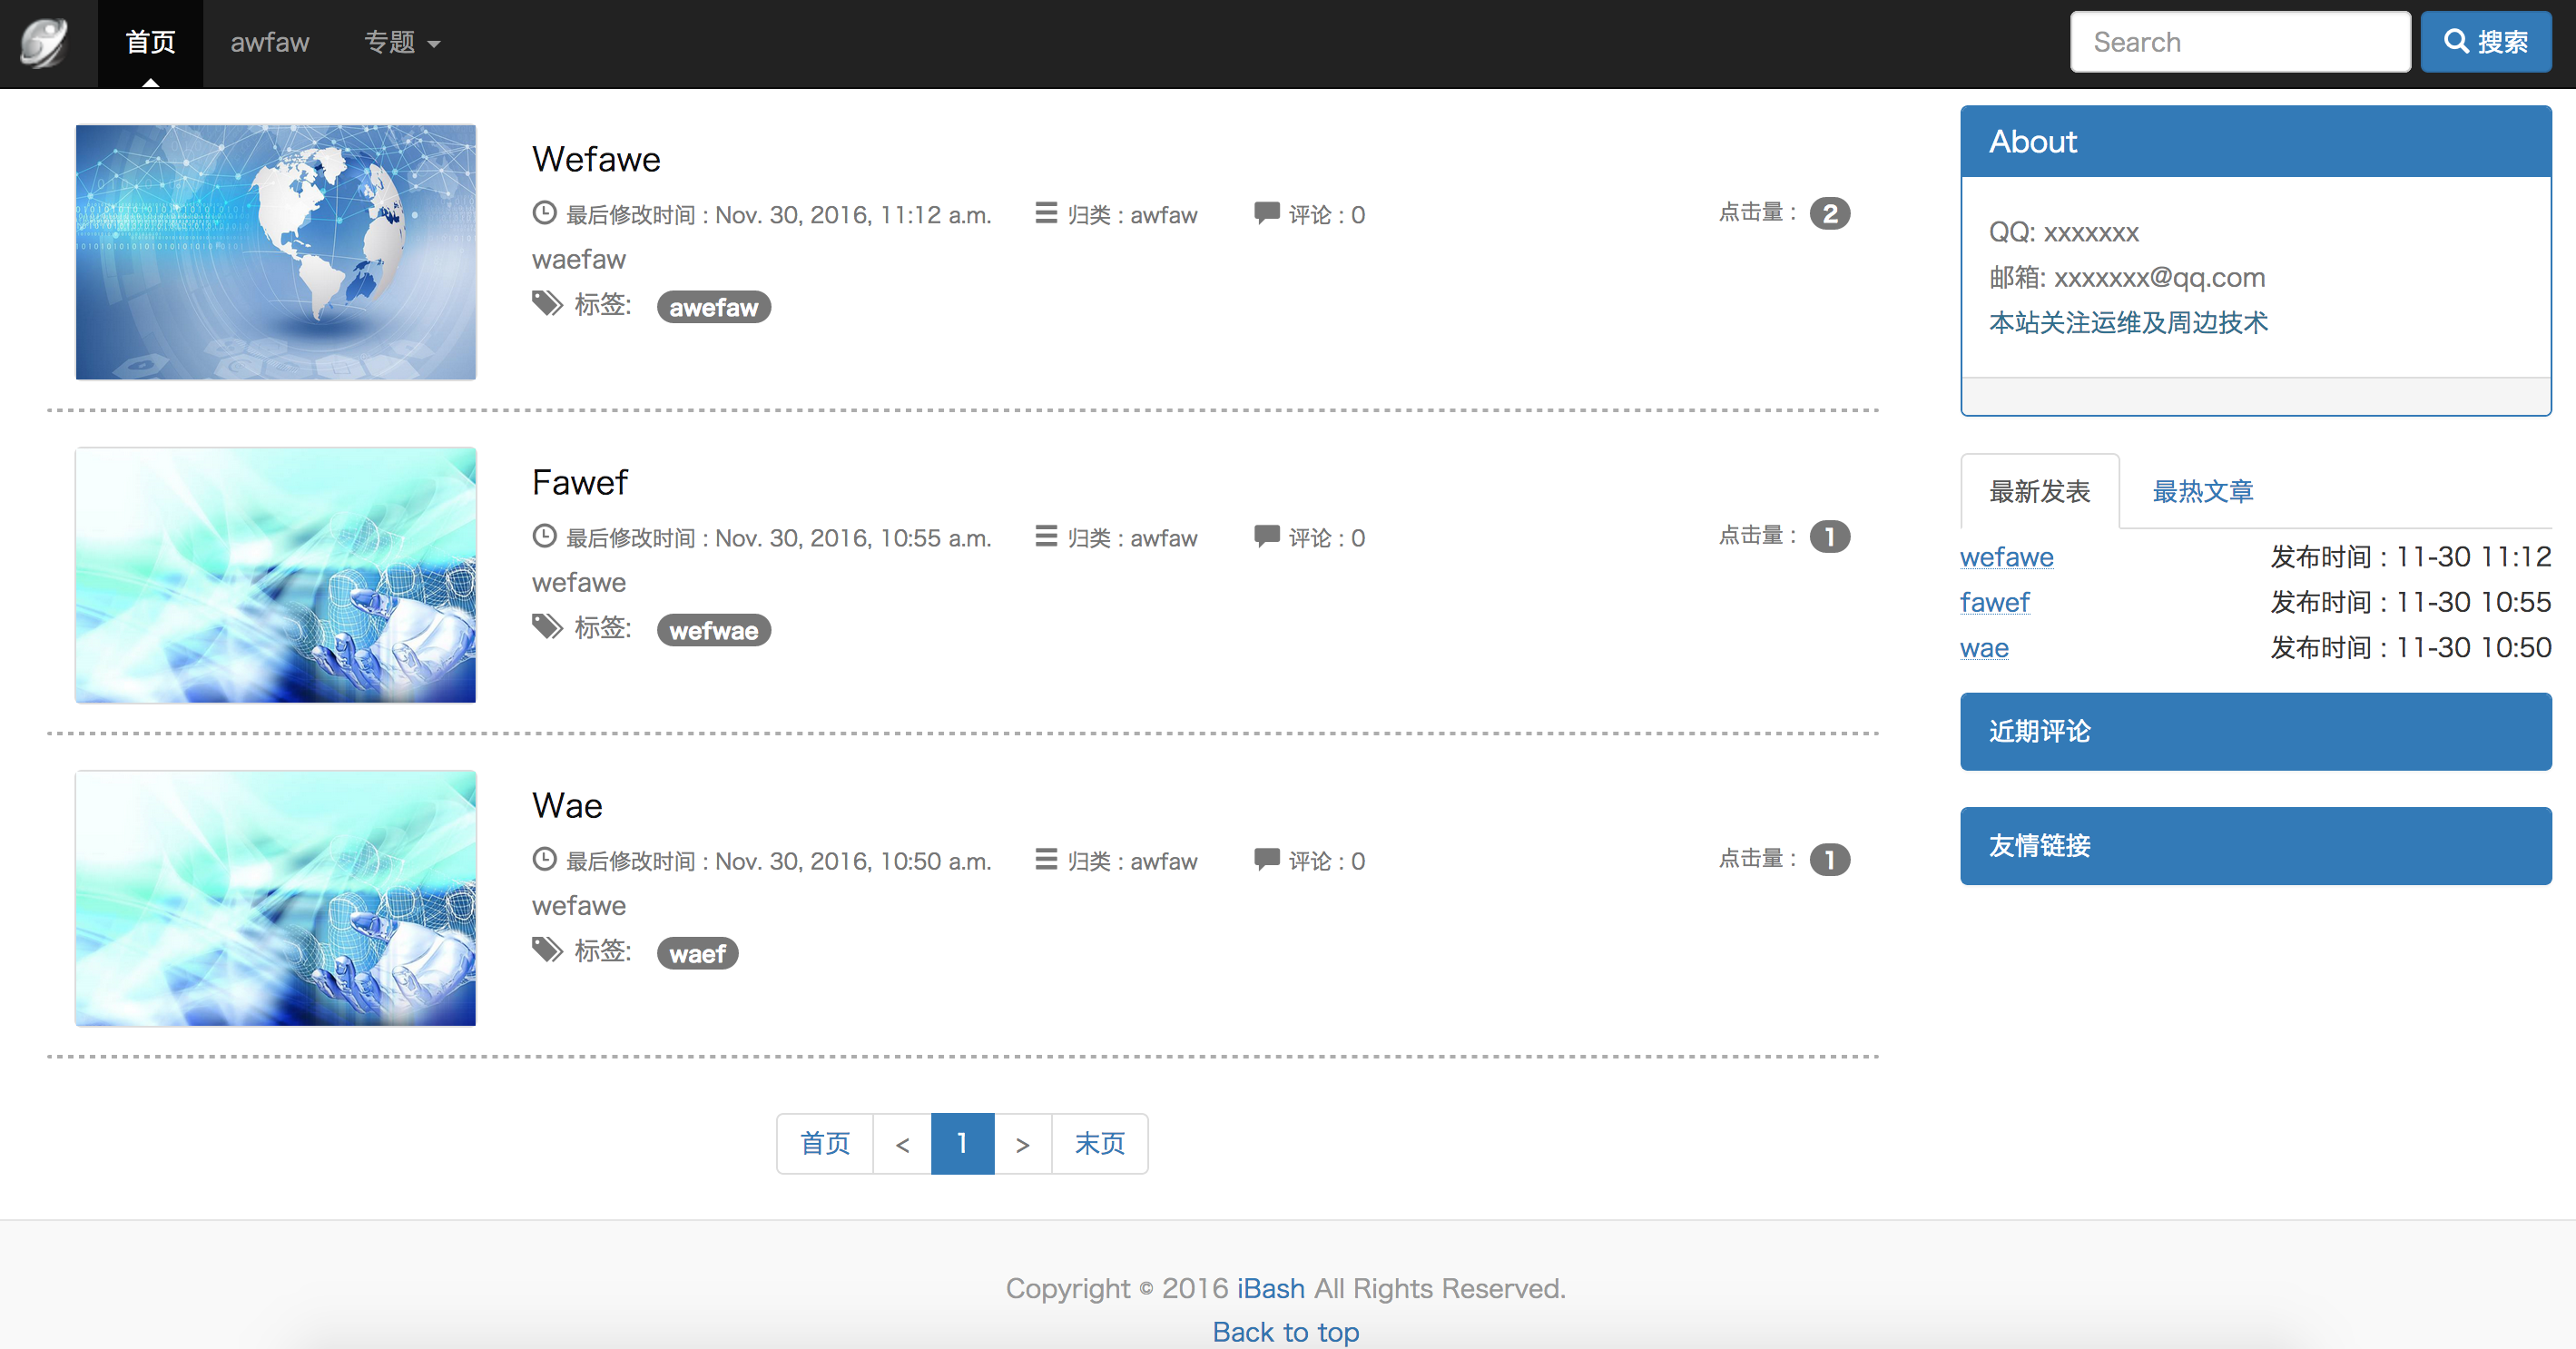 首页 awfaw 专题 Search 搜索
Wefawe
最后修改时间 : Nov. 30, 2016, 11:12 a.m. 归类 : awfaw 评论 : 0 点击量 : 2
waefaw
标签: awefaw
Fawef
最后修改时间 : Nov. 30, 2016, 10:55 a.m. 归类 : awfaw 评论 : 0 点击量 : 1
wefawe
标签: wefwae
Wae
最后修改时间 : Nov. 30, 2016, 10:50 a.m. 归类 : awfaw 评论 : 0 点击量 : 1
wefawe
标签: waef
首页 < 1 > 末页
About
QQ: xxxxxxx
邮箱: xxxxxxx@qq.com
本站关注运维及周边技术
最新发表 最热文章
wefawe 发布时间 : 11-30 11:12
fawef 发布时间 : 11-30 10:55
wae 发布时间 : 11-30 10:50
近期评论
友情链接
Copyright © 2016 iBash All Rights Reserved.
Back to top